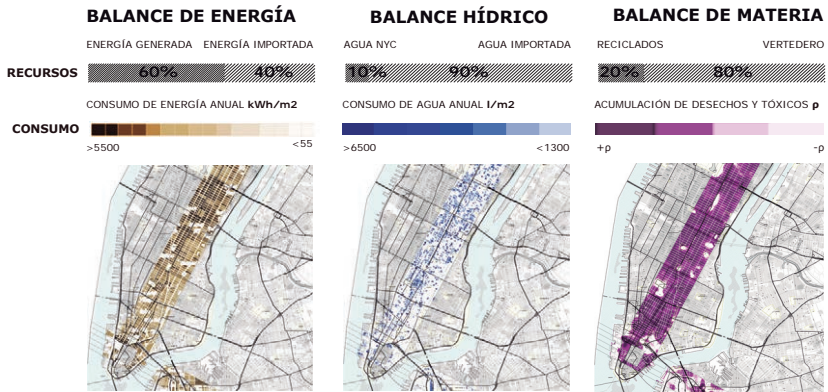 BALANCE DE ENERGÍA
BALANCE HÍDRICO
BALANCE DE MATERIA
ENERGÍA GENERADA ENERGÍA IMPORTADA
AGUA NYC AGUA IMPORTADA
RECICLADOS VERTEDERO
RECURSOS
60% 40%
10% 90%
20% 80%
CONSUMO DE ENERGÍA ANUAL kWh/m2
CONSUMO DE AGUA ANUAL l/m2
ACUMULACIÓN DE DESECHOS Y TÓXICOS ρ
CONSUMO
>5500 <55
>6500 <1300
+ρ -ρ